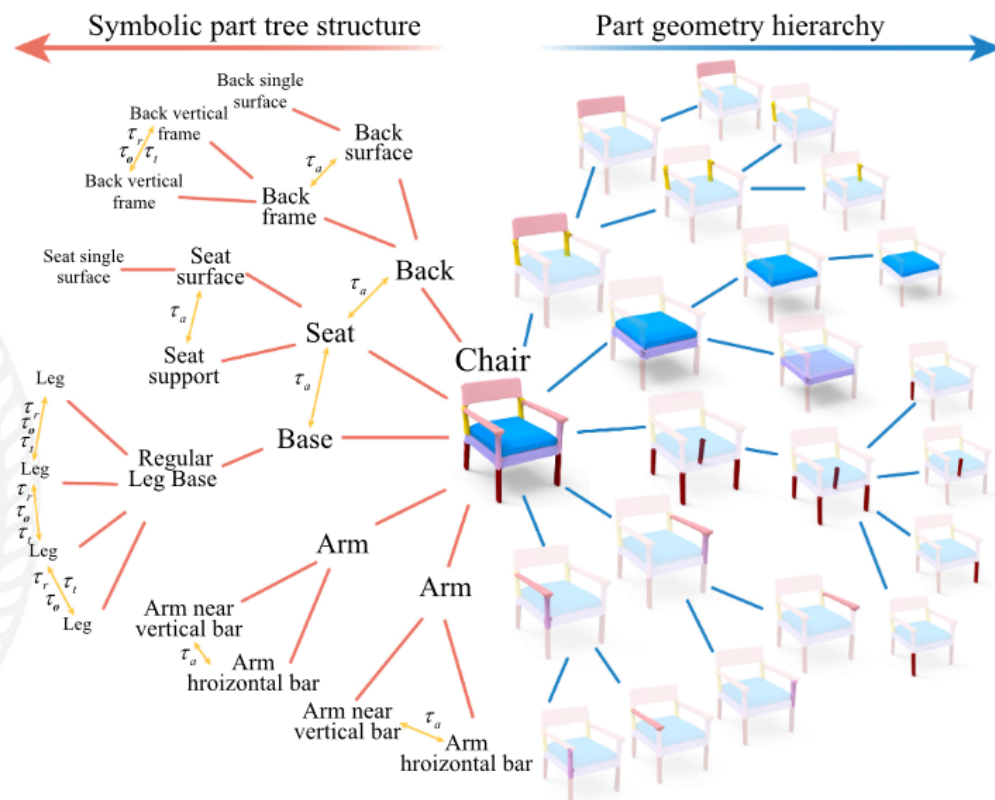 Symbolic part tree structure
Part geometry hierarchy
Back single
surface
Back vertical
frame
τr
τo τt
Back vertical
frame
Back
surface
τa
Back
frame
Seat single
surface
Seat
surface
Back
τa
τa
Seat
Seat
support
Chair
τa
Leg
τr
τo
τt
Leg
τr
τo
τt
Leg
τr τt
τo
Leg
Regular
Leg Base
Base
Arm
Arm near
vertical bar
τa
Arm
hroizontal bar
Arm
Arm near
vertical bar
τa
Arm
hroizontal bar